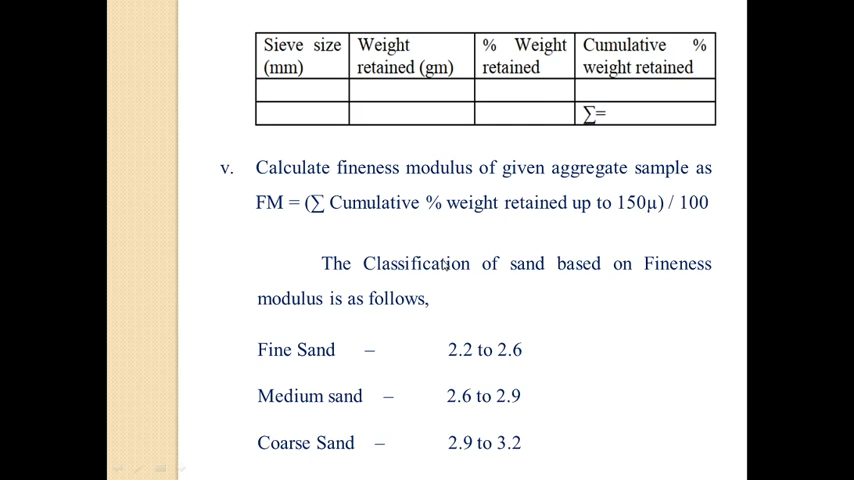 Sieve size (mm) Weight retained (gm) % Weight retained Cumulative % weight retained
∑=
v. Calculate fineness modulus of given aggregate sample as
FM = (∑ Cumulative % weight retained up to 150μ) / 100
The Classification of sand based on Fineness
modulus is as follows,
Fine Sand – 2.2 to 2.6
Medium sand – 2.6 to 2.9
Coarse Sand – 2.9 to 3.2